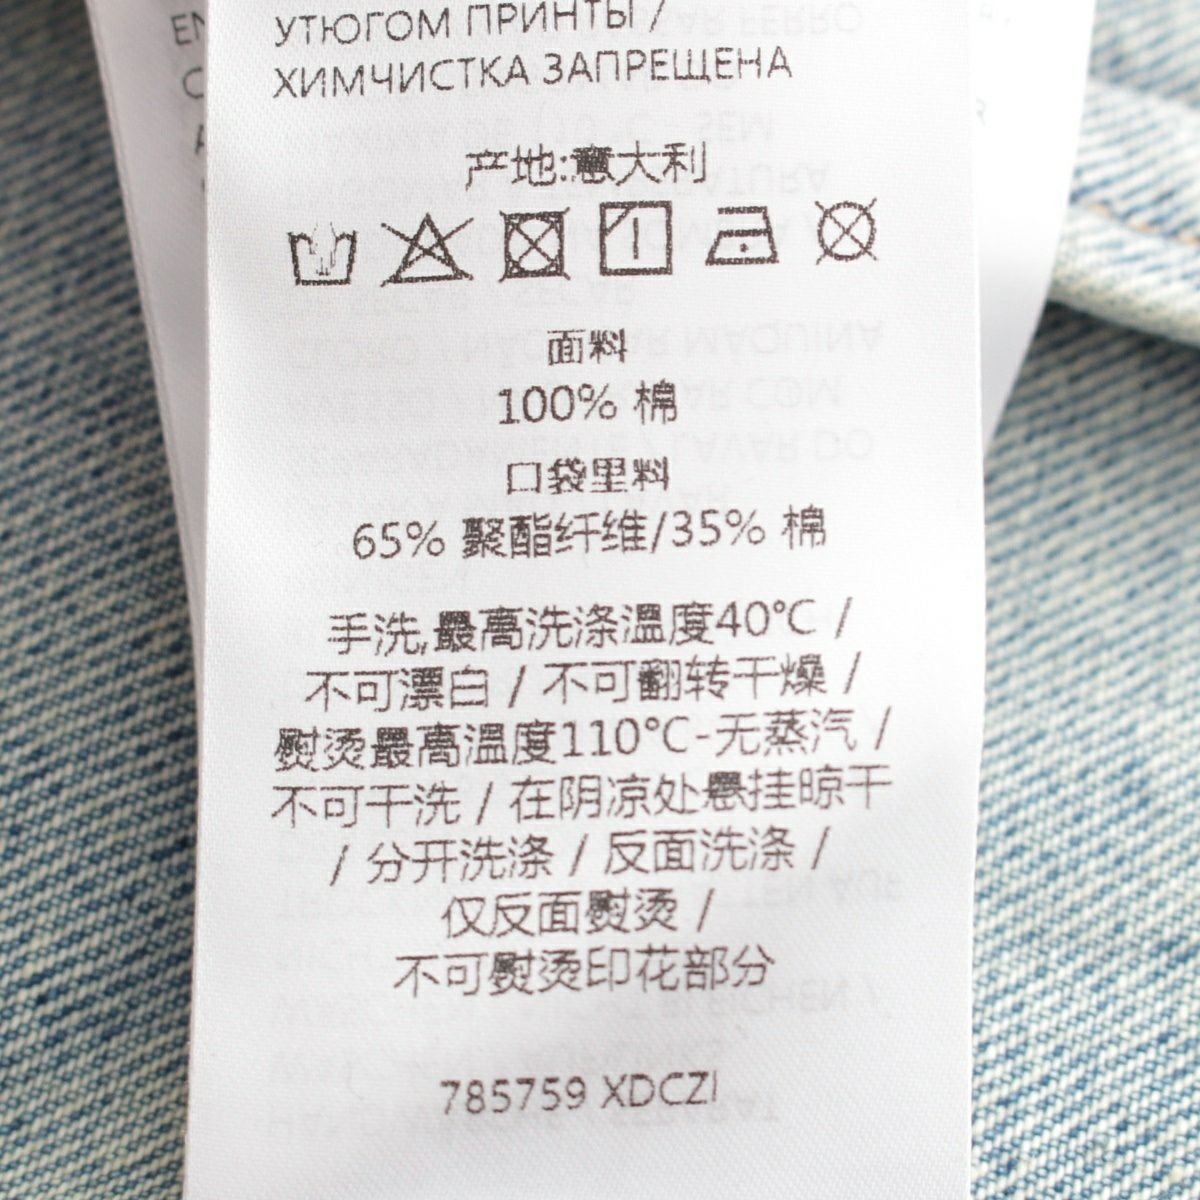 УТЮГОМ ПРИНТЫ /
ХИМЧИСТКА ЗАПРЕЩЕНА
产地:意大利
面料
100% 棉
口袋里料
65% 聚酯纤维/35% 棉
手洗,最高洗涤温度40°C /
不可漂白 / 不可翻转干燥 /
熨烫最高温度110°C-无蒸汽 /
不可干洗 / 在阴凉处悬挂晾干
/ 分开洗涤 / 反面洗涤 /
仅反面熨烫 /
不可熨烫印花部分
785759 XDCZI